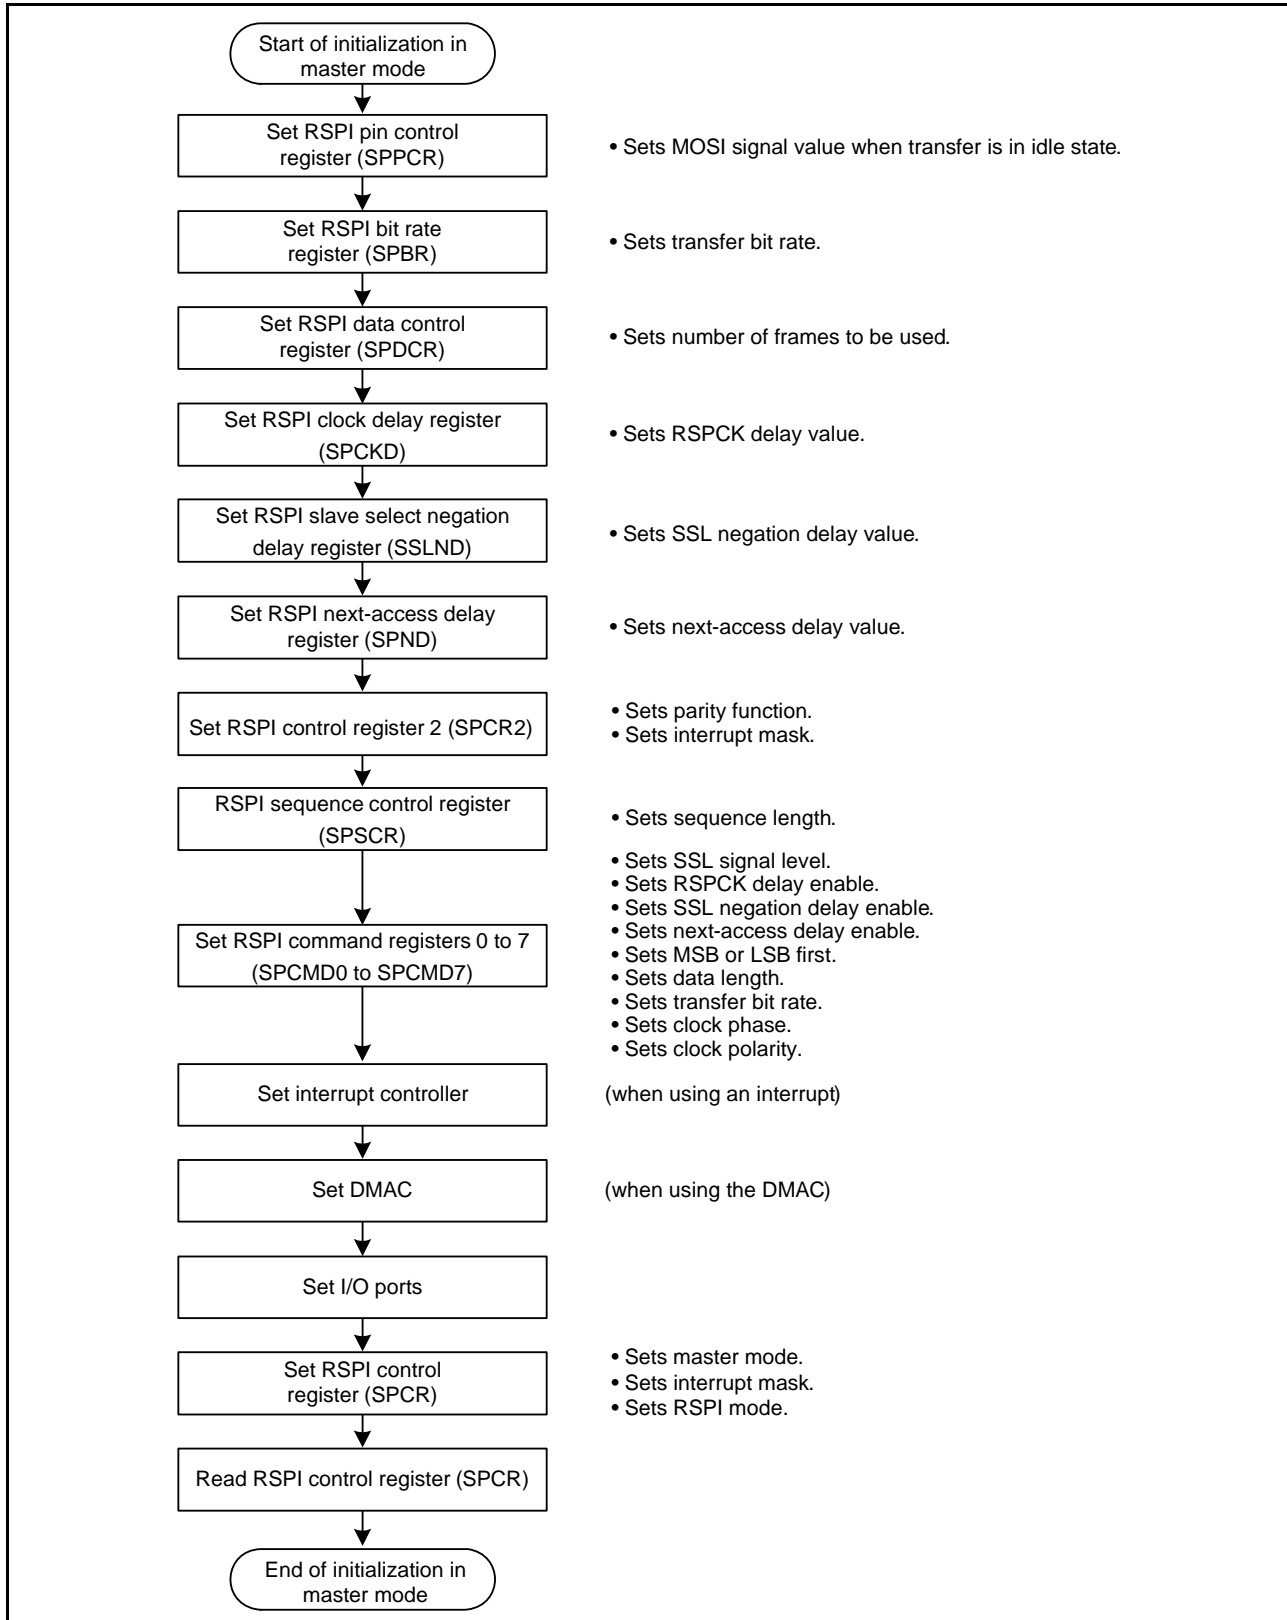 Start of initialization in
master mode
Set RSPI pin control
register (SPPCR)
• Sets MOSI signal value when transfer is in idle state.
Set RSPI bit rate
register (SPBR)
• Sets transfer bit rate.
Set RSPI data control
register (SPDCR)
• Sets number of frames to be used.
Set RSPI clock delay register
(SPCKD)
• Sets RSPCK delay value.
Set RSPI slave select negation
delay register (SSLND)
• Sets SSL negation delay value.
Set RSPI next-access delay
register (SPND)
• Sets next-access delay value.
Set RSPI control register 2 (SPCR2)
• Sets parity function.
• Sets interrupt mask.
RSPI sequence control register
(SPSCR)
• Sets sequence length.
Set RSPI command registers 0 to 7
(SPCMD0 to SPCMD7)
• Sets SSL signal level.
• Sets RSPCK delay enable.
• Sets SSL negation delay enable.
• Sets next-access delay enable.
• Sets MSB or LSB first.
• Sets data length.
• Sets transfer bit rate.
• Sets clock phase.
• Sets clock polarity.
Set interrupt controller
(when using an interrupt)
Set DMAC
(when using the DMAC)
Set I/O ports
Set RSPI control
register (SPCR)
• Sets master mode.
• Sets interrupt mask.
• Sets RSPI mode.
Read RSPI control register (SPCR)
End of initialization in
master mode